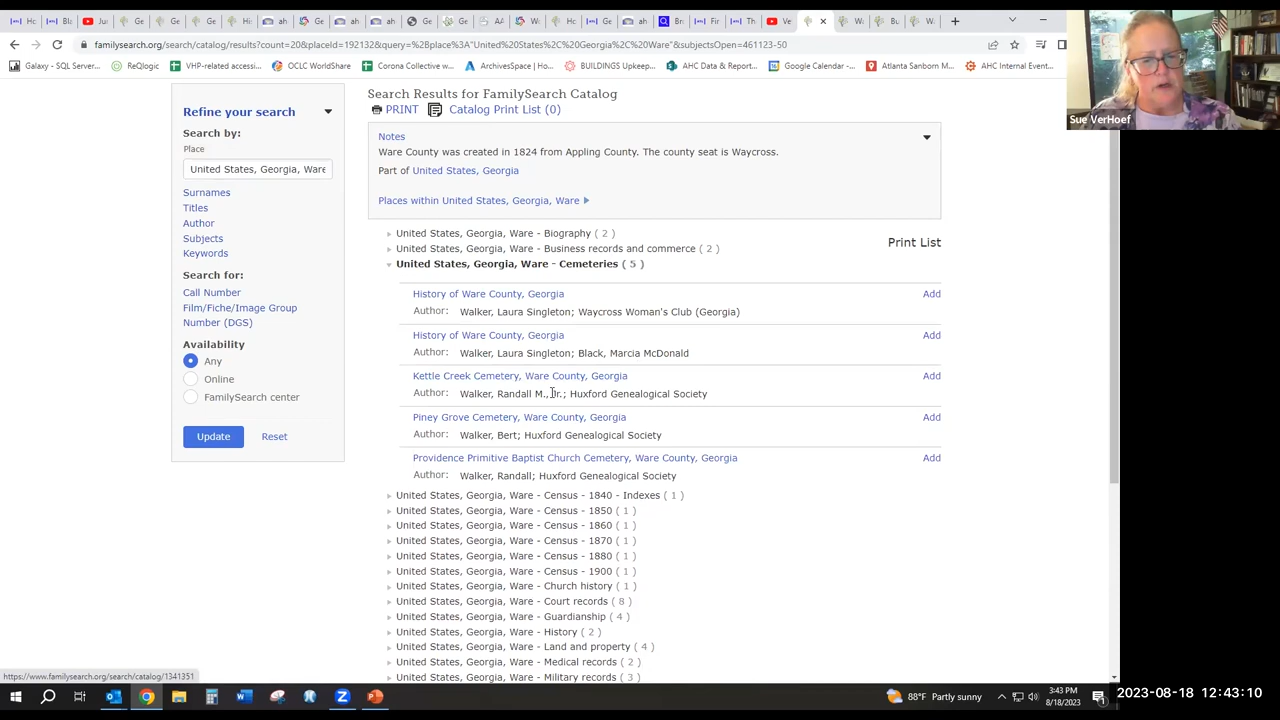 familysearch.org/search/catalog/results?count=20&placeId=192132&query=%2Bplace%3A"United%20States%2C%20Georgia%2C%20Ware"&subjectsOpen=461123-50
Galaxy - SQL Server...
ReQlogic
VHP-related accessi...
OCLC WorldShare
Corona Collective w...
ArchivesSpace | Ho...
BUILDINGS Upkeep...
AHC Data & Report...
Google Calendar -...
Atlanta Sanborn M...
AHC Internal Event...
Sue VerHoef
Refine your search
Search by:
Place
United States, Georgia, Ware
Surnames
Titles
Author
Subjects
Keywords
Search for:
Call Number
Film/Fiche/Image Group
Number (DGS)
Availability
Any
Online
FamilySearch center
Update
Reset
Search Results for FamilySearch Catalog
PRINT
Catalog Print List (0)
Notes
Ware County was created in 1824 from Appling County. The county seat is Waycross.
Part of United States, Georgia
Places within United States, Georgia, Ware
Print List
United States, Georgia, Ware - Biography ( 2 )
United States, Georgia, Ware - Business records and commerce ( 2 )
United States, Georgia, Ware - Cemeteries ( 5 )
History of Ware County, Georgia Add
Author: Walker, Laura Singleton; Waycross Woman's Club (Georgia)
History of Ware County, Georgia Add
Author: Walker, Laura Singleton; Black, Marcia McDonald
Kettle Creek Cemetery, Ware County, Georgia Add
Author: Walker, Randall M., Jr.; Huxford Genealogical Society
Piney Grove Cemetery, Ware County, Georgia Add
Author: Walker, Bert; Huxford Genealogical Society
Providence Primitive Baptist Church Cemetery, Ware County, Georgia Add
Author: Walker, Randall; Huxford Genealogical Society
United States, Georgia, Ware - Census - 1840 - Indexes ( 1 )
United States, Georgia, Ware - Census - 1850 ( 1 )
United States, Georgia, Ware - Census - 1860 ( 1 )
United States, Georgia, Ware - Census - 1870 ( 1 )
United States, Georgia, Ware - Census - 1880 ( 1 )
United States, Georgia, Ware - Census - 1900 ( 1 )
United States, Georgia, Ware - Church history ( 1 )
United States, Georgia, Ware - Court records ( 8 )
United States, Georgia, Ware - Guardianship ( 4 )
United States, Georgia, Ware - History ( 2 )
United States, Georgia, Ware - Land and property ( 4 )
United States, Georgia, Ware - Medical records ( 2 )
United States, Georgia, Ware - Military records ( 3 )
https://www.familysearch.org/search/catalog/1341351
88°F Partly sunny
3:43 PM
8/18/2023
2023-08-18 12:43:10